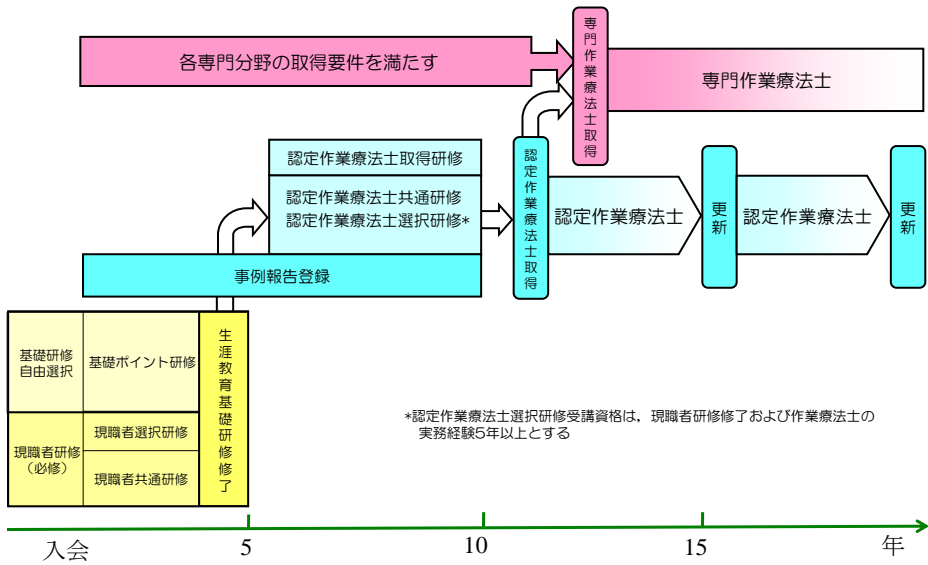 各専門分野の取得要件を満たす
専門作業療法士取得
専門作業療法士
認定作業療法士取得研修
認定作業療法士共通研修
認定作業療法士選択研修*
認定作業療法士取得
認定作業療法士
更新
認定作業療法士
更新
事例報告登録
基礎研修
自由選択
基礎ポイント研修
生涯教育基礎研修修了
現職者研修
(必修)
現職者選択研修
現職者共通研修
*認定作業療法士選択研修受講資格は，現職者研修修了および作業療法士の
実務経験5年以上とする
入会
5
10
15
年